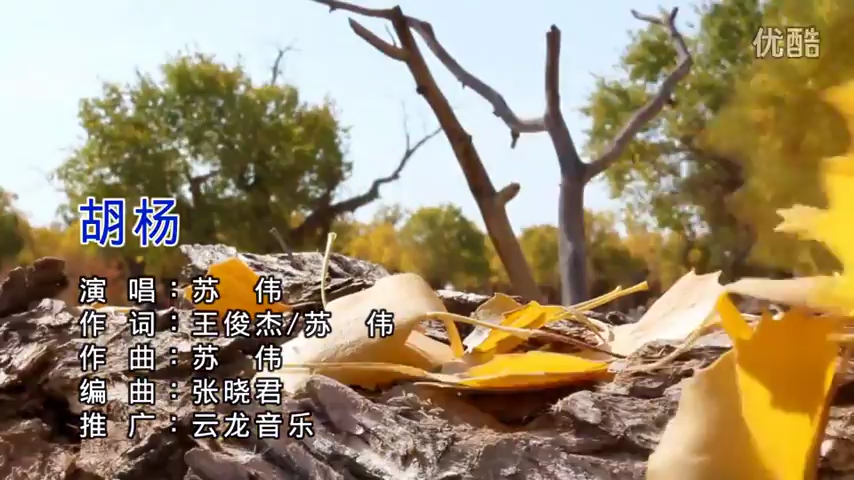 优酷
胡杨
演 唱：苏 伟
作 词：王俊杰/苏 伟
作 曲：苏 伟
编 曲：张晓君
推 广：云龙音乐